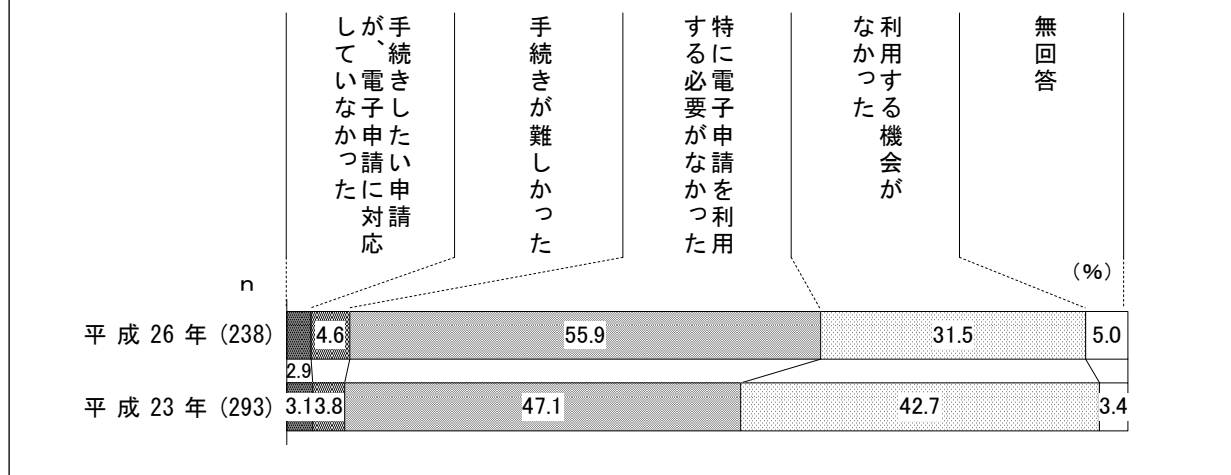 手続きしたい申請
が、電子申請に対応
していなかった
手続きが難しかった
特に電子申請を利用
する必要がなかった
利用する機会が
なかった
無回答
n
（%）
平成 26 年 (238)
4.6
55.9
31.5
5.0
2.9
平成 23 年 (293)
3.1
3.8
47.1
42.7
3.4